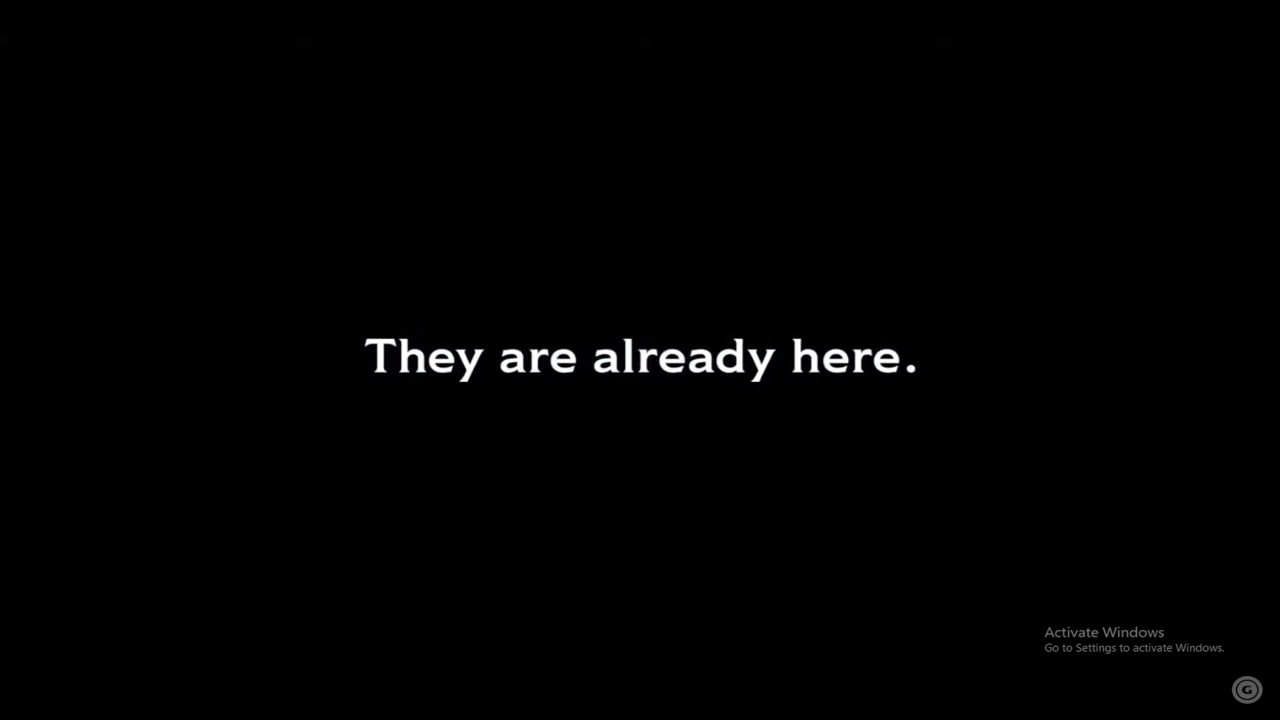 They are already here.
Activate Windows
Go to Settings to activate Windows.
G